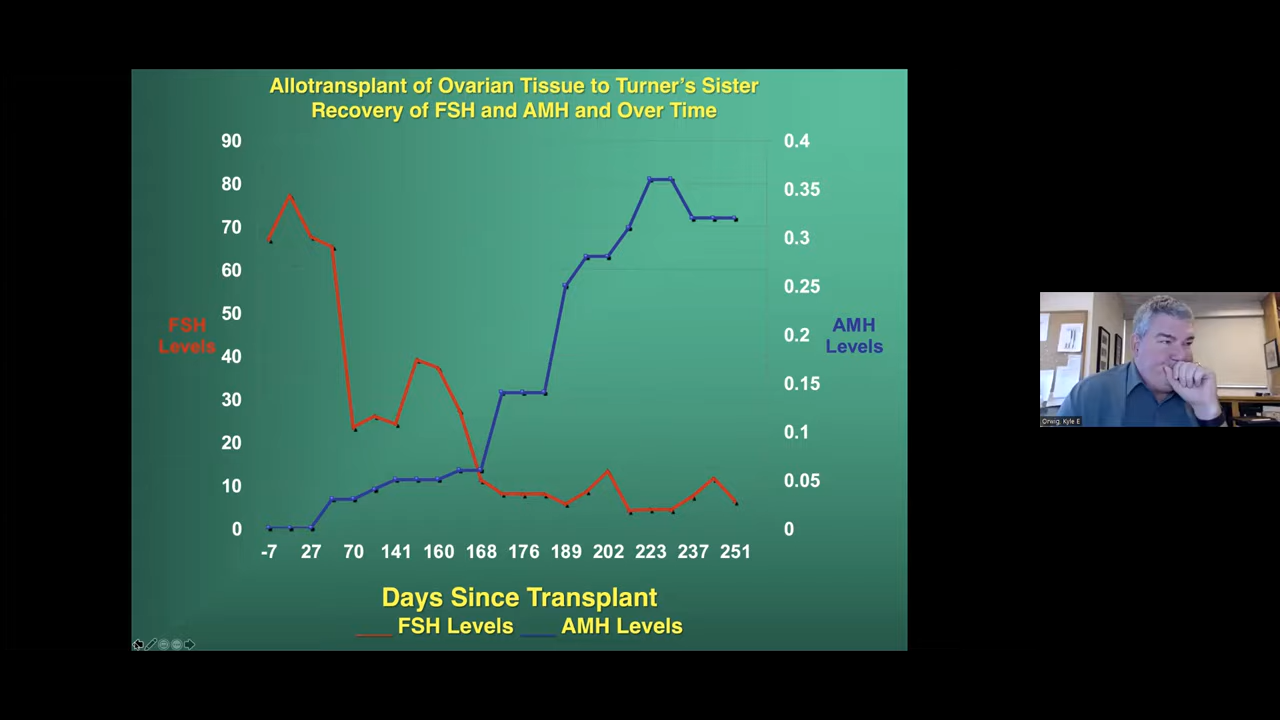 Allotransplant of Ovarian Tissue to Turner's Sister
Recovery of FSH and AMH and Over Time
90
80
70
60
50
40
30
20
10
0
FSH
Levels
0.4
0.35
0.3
0.25
0.2
0.15
0.1
0.05
0
AMH
Levels
-7 27 70 141 160 168 176 189 202 223 237 251
Days Since Transplant
FSH Levels AMH Levels
Orwig, Kyle E